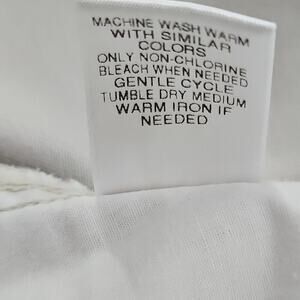 MACHINE WASH WARM
WITH SIMILAR
COLORS
ONLY NON-CHLORINE
BLEACH WHEN NEEDED
GENTLE CYCLE
TUMBLE DRY MEDIUM
WARM IRON IF
NEEDED